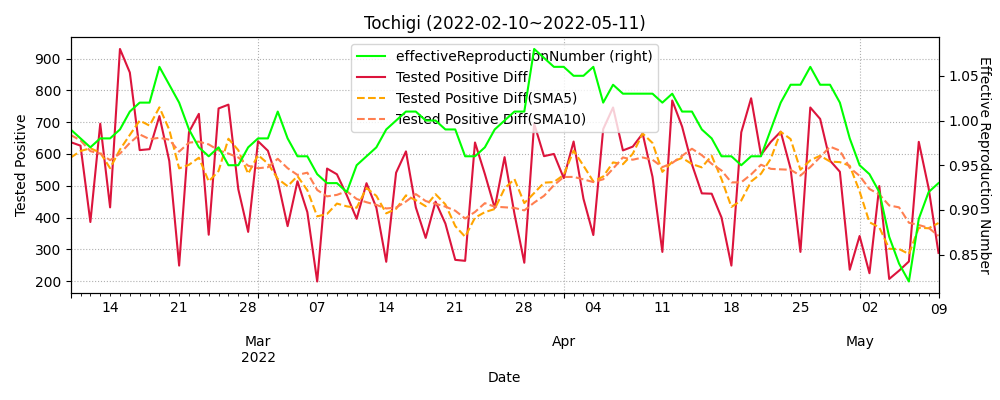 Tochigi (2022-02-10~2022-05-11)
effectiveReproductionNumber (right)
Tested Positive Diff
Tested Positive Diff(SMA5)
Tested Positive Diff(SMA10)
Tested Positive
900
800
700
600
500
400
300
200
1.05
1.00
0.95
0.90
0.85
Effective Reproduction Number
14 21 28 07 14 21 28 04 11 18 25 02 09
Mar Apr May
2022
Date